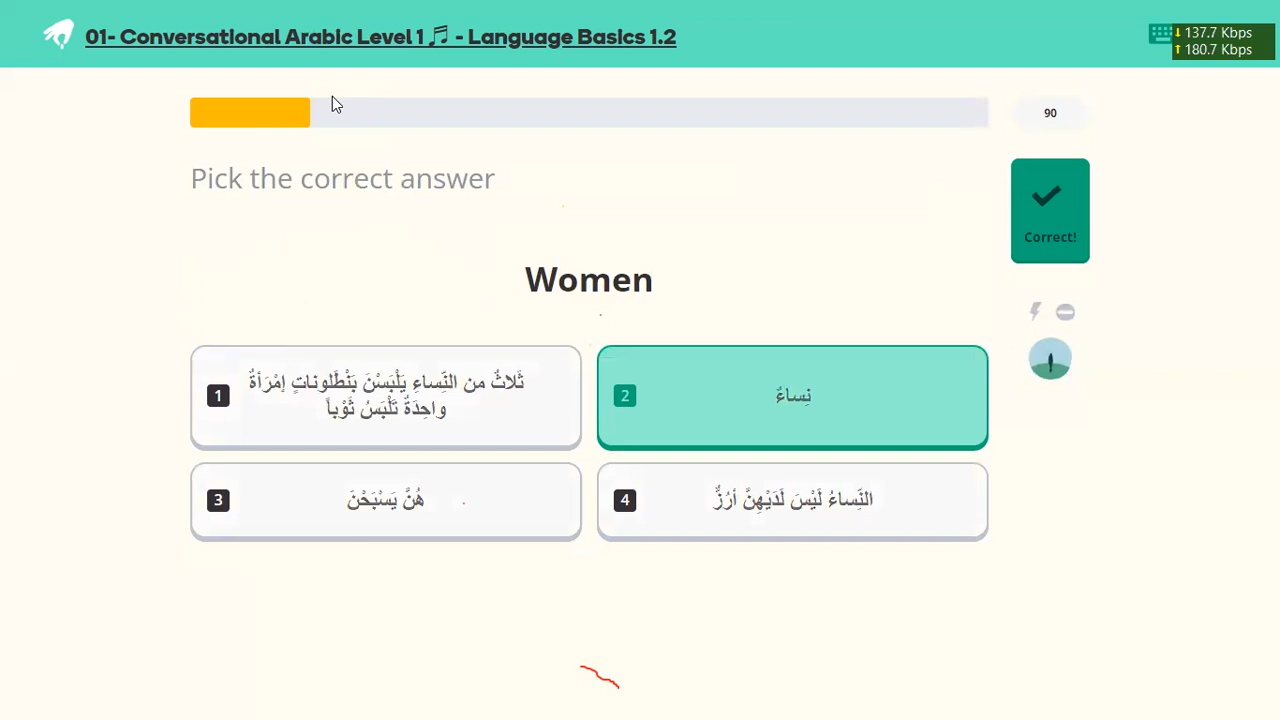 01- Conversational Arabic Level 1 🎵 - Language Basics 1.2
↓ 137.7 Kbps
↑ 180.7 Kbps
90
Pick the correct answer
Correct!
Women
1
ثَلاثٌ من النِّساءِ يَلْبَسْنَ بَنْطَلوناتٍ إمْرَأةٌ
واحِدَةٌ تَلْبَسُ ثَوْباً
2
نِساءٌ
3
هُنَّ يَسْبَحْنَ
4
النِّساءُ لَيْسَ لَدَيْهِنَّ أرُزٌّ